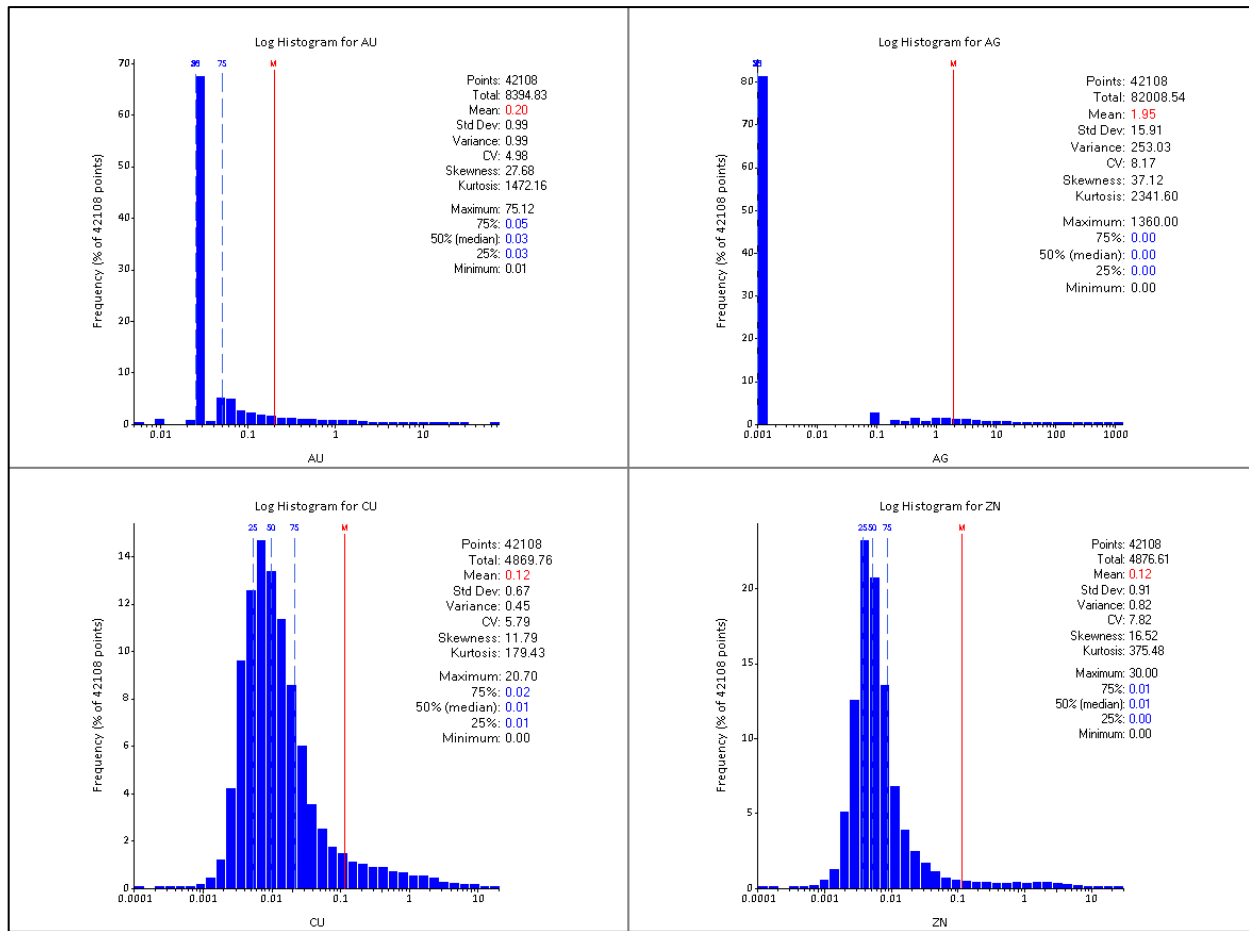 Log Histogram for AU
25 75 M
70
60
50
40
30
20
10
0
Frequency (% of 42108 points)
0.01 0.1 1 10
AU
Points: 42108
Total: 8394.83
Mean: 0.20
Std Dev: 0.99
Variance: 0.99
CV: 4.98
Skewness: 27.68
Kurtosis: 1472.16
Maximum: 75.12
75%: 0.05
50% (median): 0.03
25%: 0.03
Minimum: 0.01
Log Histogram for AG
M
80
70
60
50
40
30
20
10
0
Frequency (% of 42108 points)
0.001 0.01 0.1 1 10 100 1000
AG
Points: 42108
Total: 82008.54
Mean: 1.95
Std Dev: 15.91
Variance: 253.03
CV: 8.17
Skewness: 37.12
Kurtosis: 2341.60
Maximum: 1360.00
75%: 0.00
50% (median): 0.00
25%: 0.00
Minimum: 0.00
Log Histogram for CU
25 50 75 M
14
12
10
8
6
4
2
0
Frequency (% of 42108 points)
0.0001 0.001 0.01 0.1 1 10
CU
Points: 42108
Total: 4869.76
Mean: 0.12
Std Dev: 0.67
Variance: 0.45
CV: 5.79
Skewness: 11.79
Kurtosis: 179.43
Maximum: 20.70
75%: 0.02
50% (median): 0.01
25%: 0.01
Minimum: 0.00
Log Histogram for ZN
25 50 75 M
20
15
10
5
0
Frequency (% of 42108 points)
0.0001 0.001 0.01 0.1 1 10
ZN
Points: 42108
Total: 4876.61
Mean: 0.12
Std Dev: 0.91
Variance: 0.82
CV: 7.82
Skewness: 16.52
Kurtosis: 375.48
Maximum: 30.00
75%: 0.01
50% (median): 0.01
25%: 0.00
Minimum: 0.00